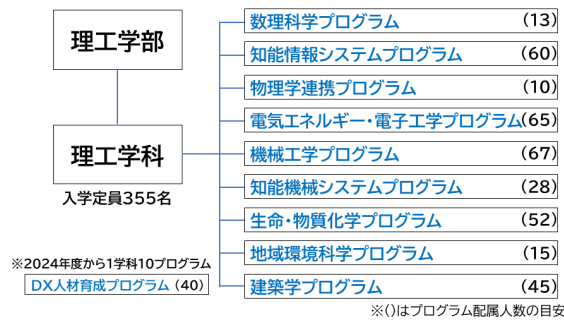 理工学部
理工学科
入学定員355名
数理科学プログラム (13)
知能情報システムプログラム (60)
物理学連携プログラム (10)
電気エネルギー・電子工学プログラム(65)
機械工学プログラム (67)
知能機械システムプログラム (28)
生命・物質化学プログラム (52)
地域環境科学プログラム (15)
建築学プログラム (45)
※2024年度から1学科10プログラム
DX人材育成プログラム (40)
※()はプログラム配属人数の目安